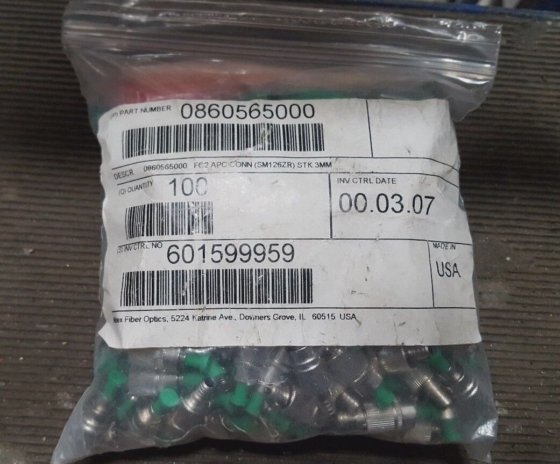 (P) PART NUMBER 0860565000
DESCR. 0860565000 FC2 APC CONN (SM126ZR) STK 3MM
(Q) QUANTITY 100
INV CTRL DATE
00.03.07
INV CTRL NO 601599959
MADE IN
USA
Fiber Optics, 5224 Katrine Ave., Downers Grove, IL 60515 USA